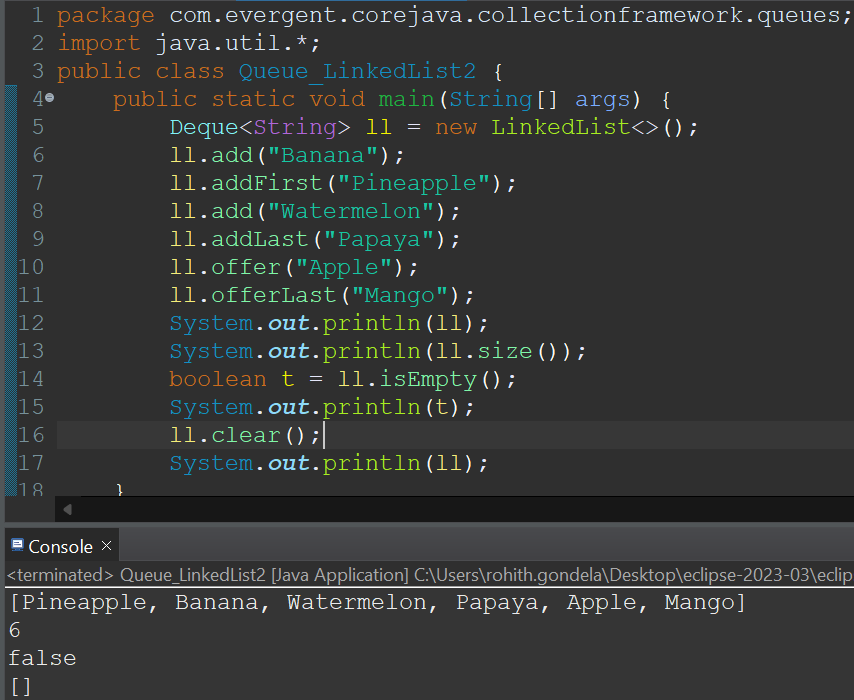 1 package com.evergent.corejava.collectionframework.queues;
2 import java.util.*;
3 public class Queue_LinkedList2 {
4 public static void main(String[] args) {
5 Deque<String> ll = new LinkedList<>();
6 ll.add("Banana");
7 ll.addFirst("Pineapple");
8 ll.add("Watermelon");
9 ll.addLast("Papaya");
10 ll.offer("Apple");
11 ll.offerLast("Mango");
12 System.out.println(ll);
13 System.out.println(ll.size());
14 boolean t = ll.isEmpty();
15 System.out.println(t);
16 ll.clear();
17 System.out.println(ll);
18 }
Console ×
<terminated> Queue_LinkedList2 [Java Application] C:\Users\rohith.gondela\Desktop\eclipse-2023-03\eclip
[Pineapple, Banana, Watermelon, Papaya, Apple, Mango]
6
false
[]